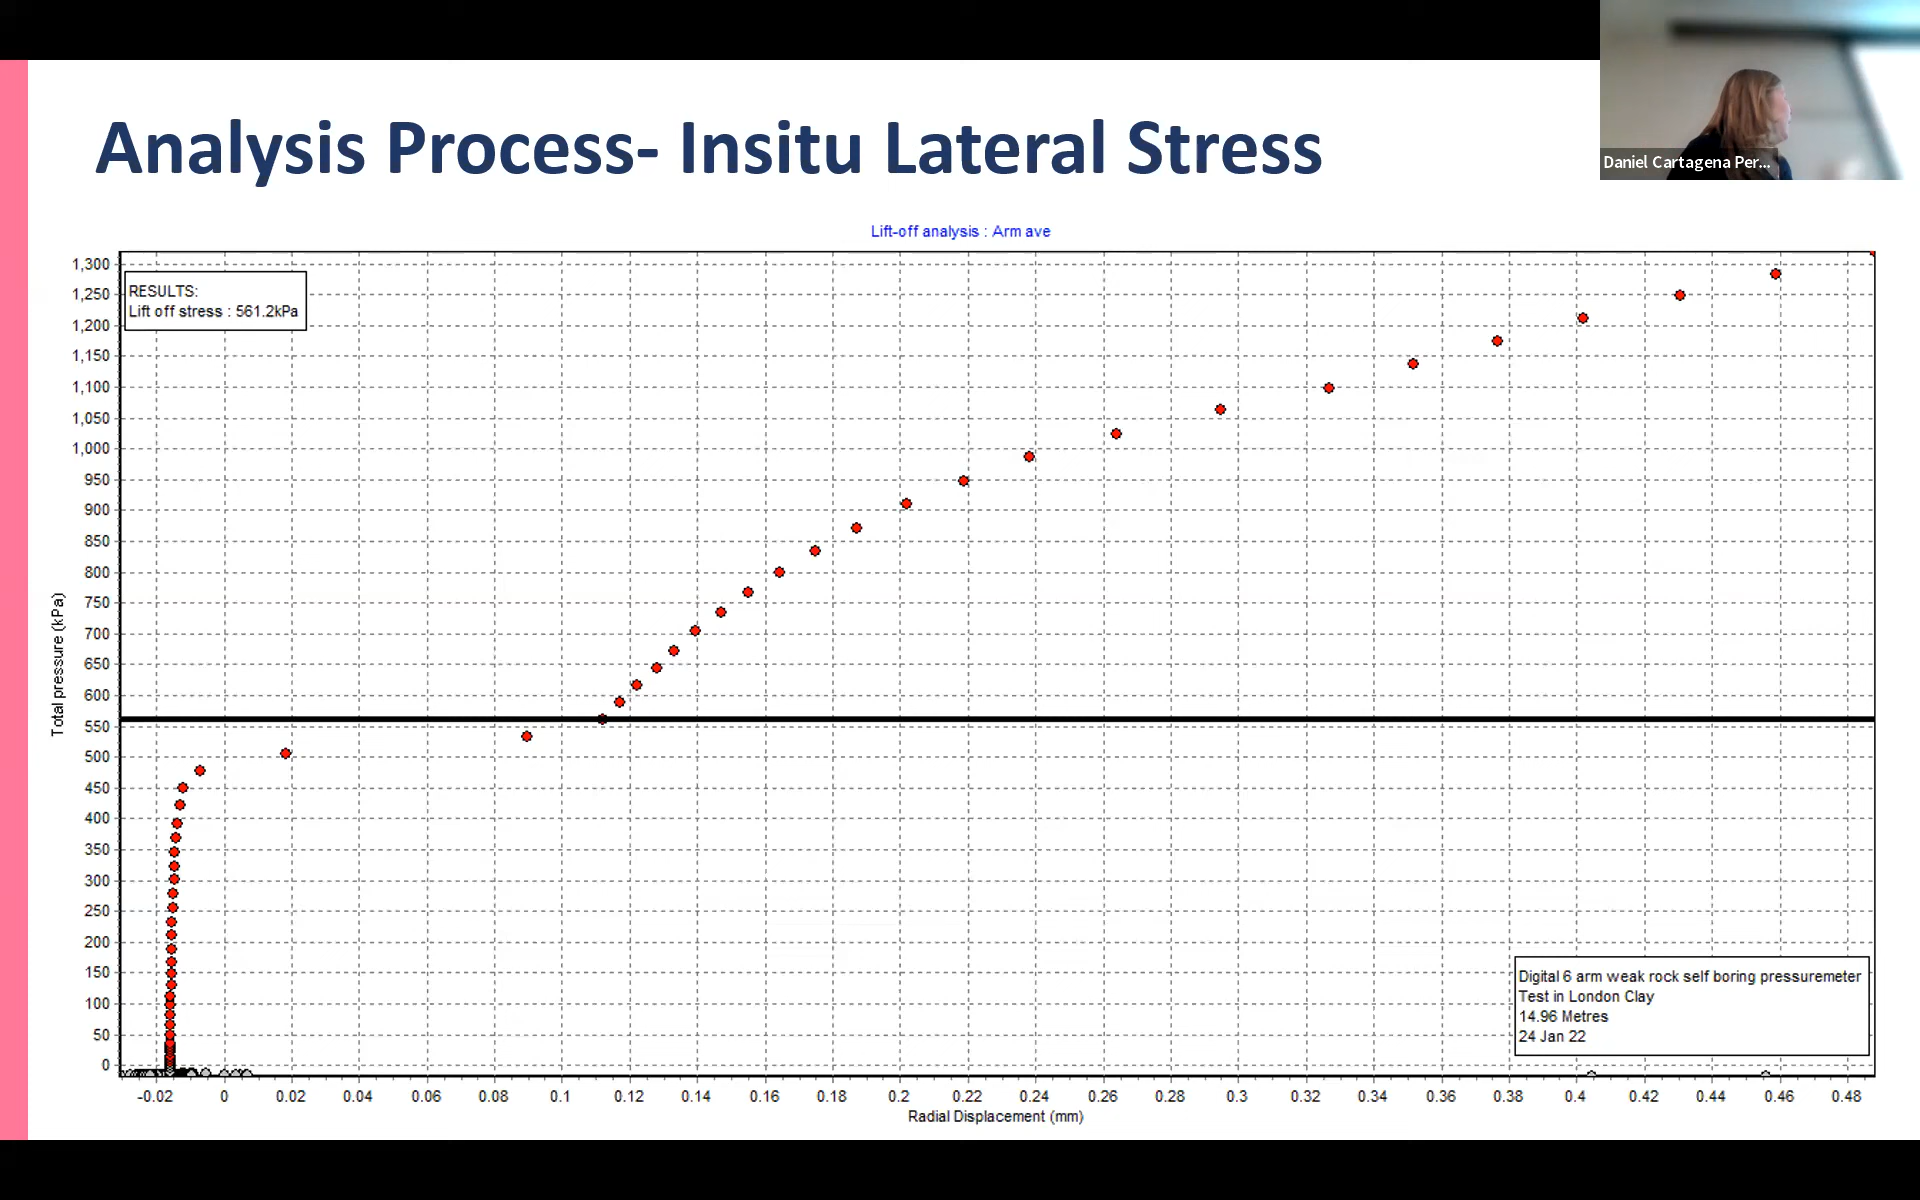 Analysis Process- Insitu Lateral Stress
Daniel Cartagena Per...
Lift-off analysis : Arm ave
RESULTS:
Lift off stress : 561.2kPa
Total pressure (kPa)
1,300
1,250
1,200
1,150
1,100
1,050
1,000
950
900
850
800
750
700
650
600
550
500
450
400
350
300
250
200
150
100
50
0
Digital 6 arm weak rock self boring pressuremeter
Test in London Clay
14.96 Metres
24 Jan 22
-0.02 0 0.02 0.04 0.06 0.08 0.1 0.12 0.14 0.16 0.18 0.2 0.22 0.24 0.26 0.28 0.3 0.32 0.34 0.36 0.38 0.4 0.42 0.44 0.46 0.48
Radial Displacement (mm)